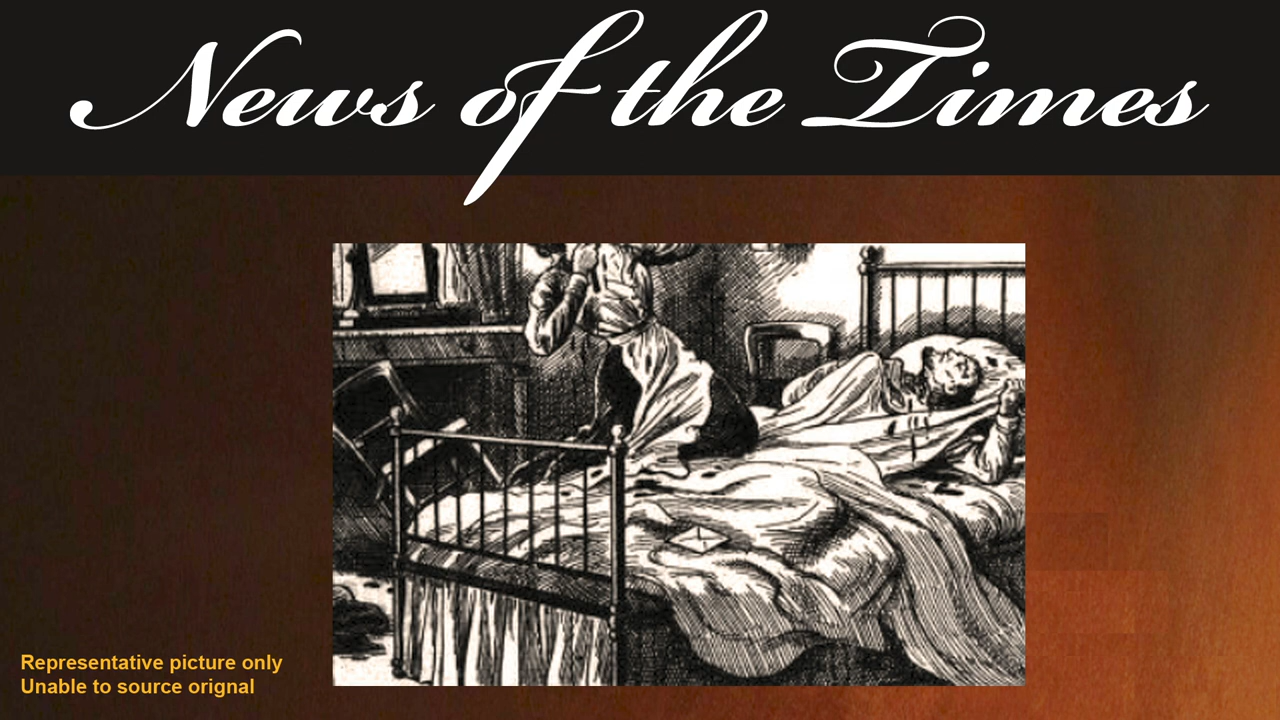 News of the Times
Representative picture only
Unable to source orignal